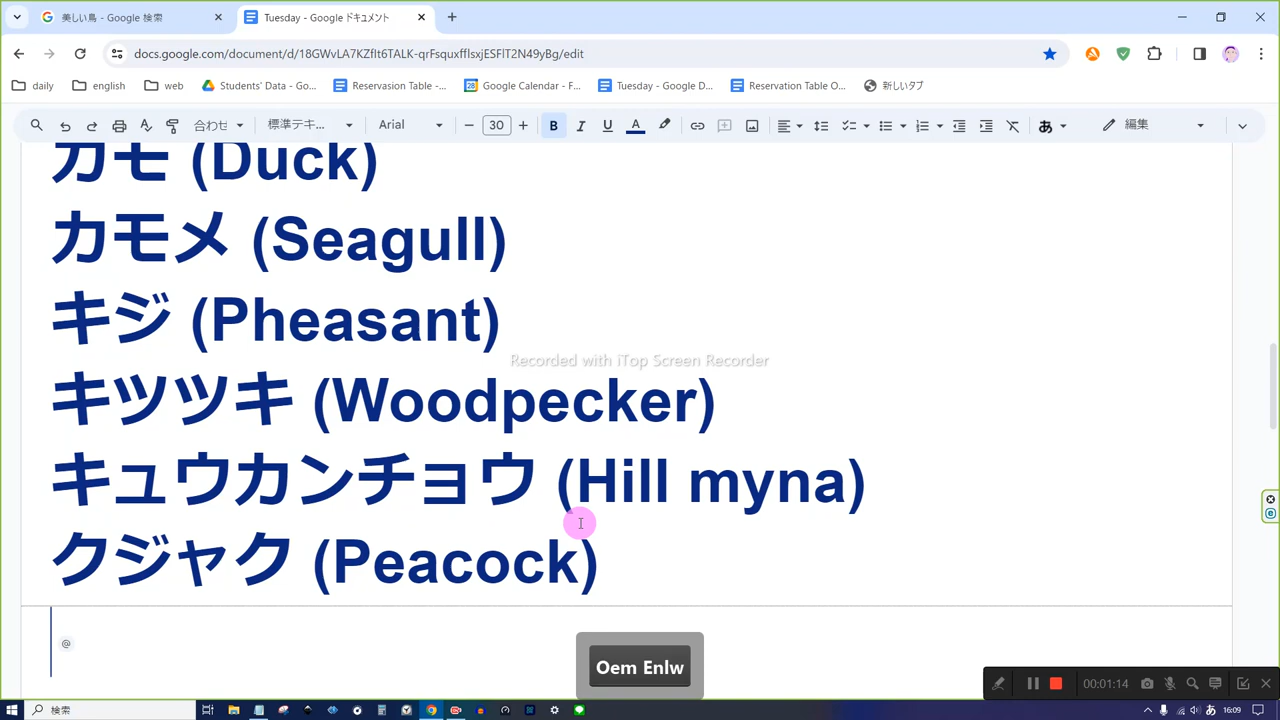 美しい鳥 - Google 検索
Tuesday - Google ドキュメント
docs.google.com/document/d/18GWvLA7KZfIt6TALK-arFsquxfflsxjESFlT2N49yBg/edit
daily
english
web
Students' Data - Go...
Reservasion Table -...
Google Calendar - F...
Tuesday - Google D...
Reservation Table O...
新しいタブ
合わせ
標準テキ...
Arial
30
B
I
U
A
あ
編集
カモ (Duck)
カモメ (Seagull)
キジ (Pheasant)
Recorded with iTop Screen Recorder
キツツキ (Woodpecker)
キュウカンチョウ (Hill myna)
クジャク (Peacock)
@
Oem Enlw
00:01:14
検索
あ
16:09